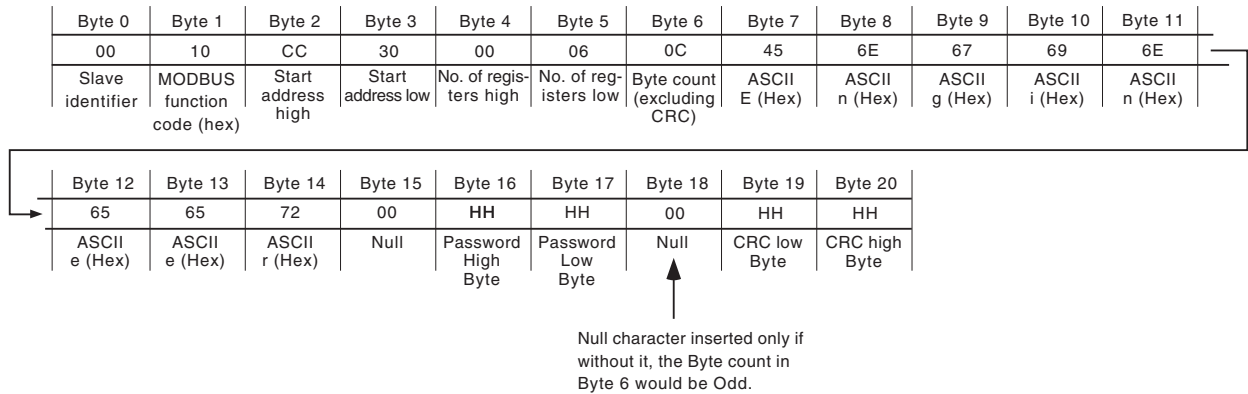 Byte 0 Byte 1 Byte 2 Byte 3 Byte 4 Byte 5 Byte 6 Byte 7 Byte 8 Byte 9 Byte 10 Byte 11
00 10 CC 30 00 06 0C 45 6E 67 69 6E
Slave MODBUS Start Start No. of regis- No. of reg- Byte count ASCII ASCII ASCII ASCII ASCII
identifier function address address low ters high isters low (excluding E (Hex) n (Hex) g (Hex) i (Hex) n (Hex)
code (hex) high CRC)
Byte 12 Byte 13 Byte 14 Byte 15 Byte 16 Byte 17 Byte 18 Byte 19 Byte 20
65 65 72 00 HH HH 00 HH HH
ASCII ASCII ASCII Null Password Password Null CRC low CRC high
e (Hex) e (Hex) r (Hex) High Low Byte Byte
Byte Byte
Null character inserted only if
without it, the Byte count in
Byte 6 would be Odd.